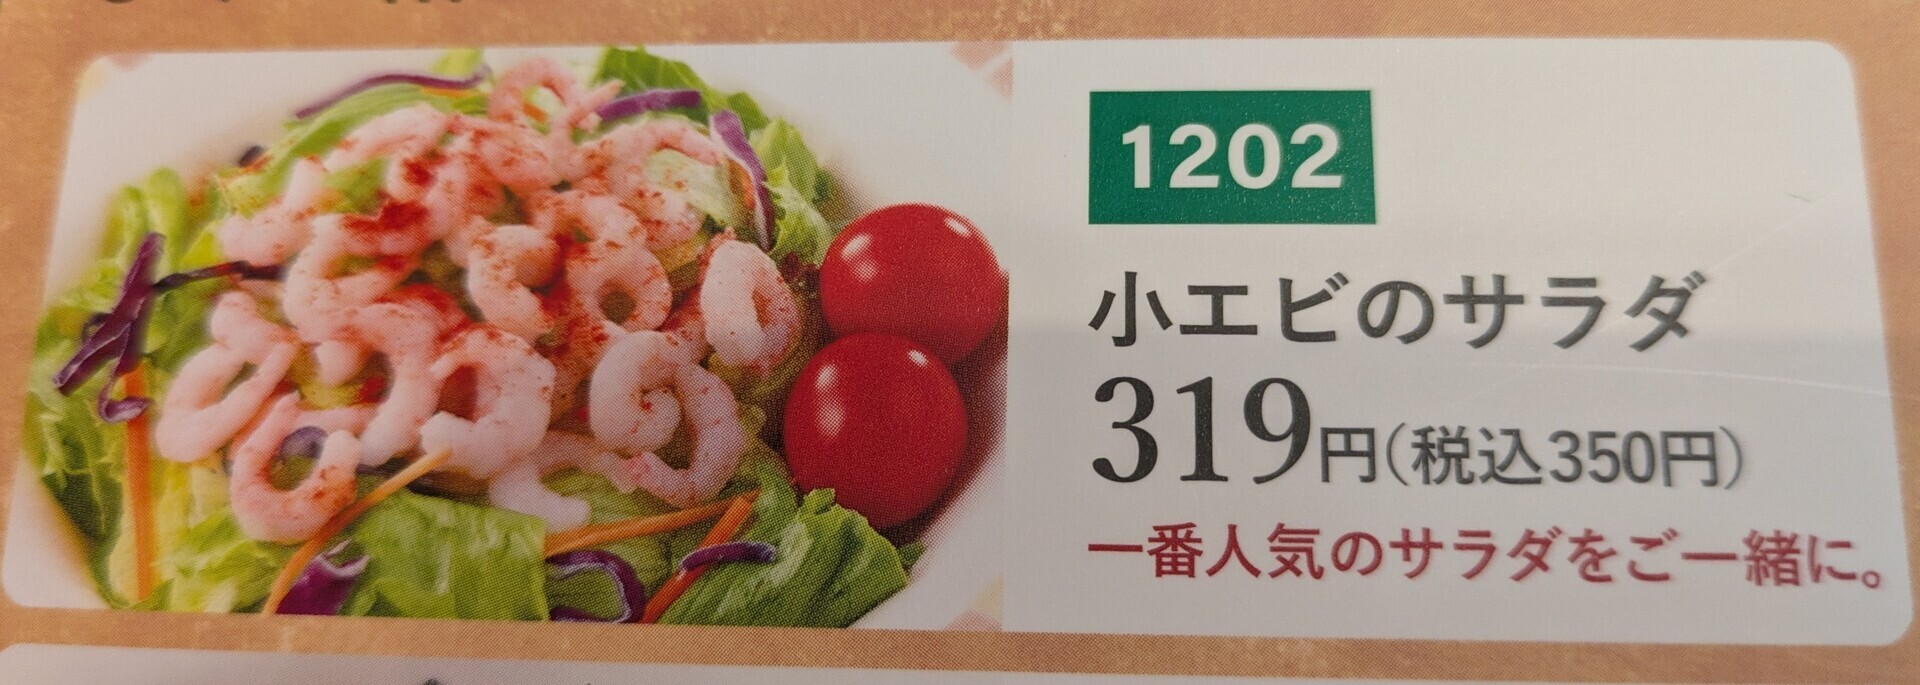 1202
小エビのサラダ
319円(税込350円)
一番人気のサラダをご一緒に。